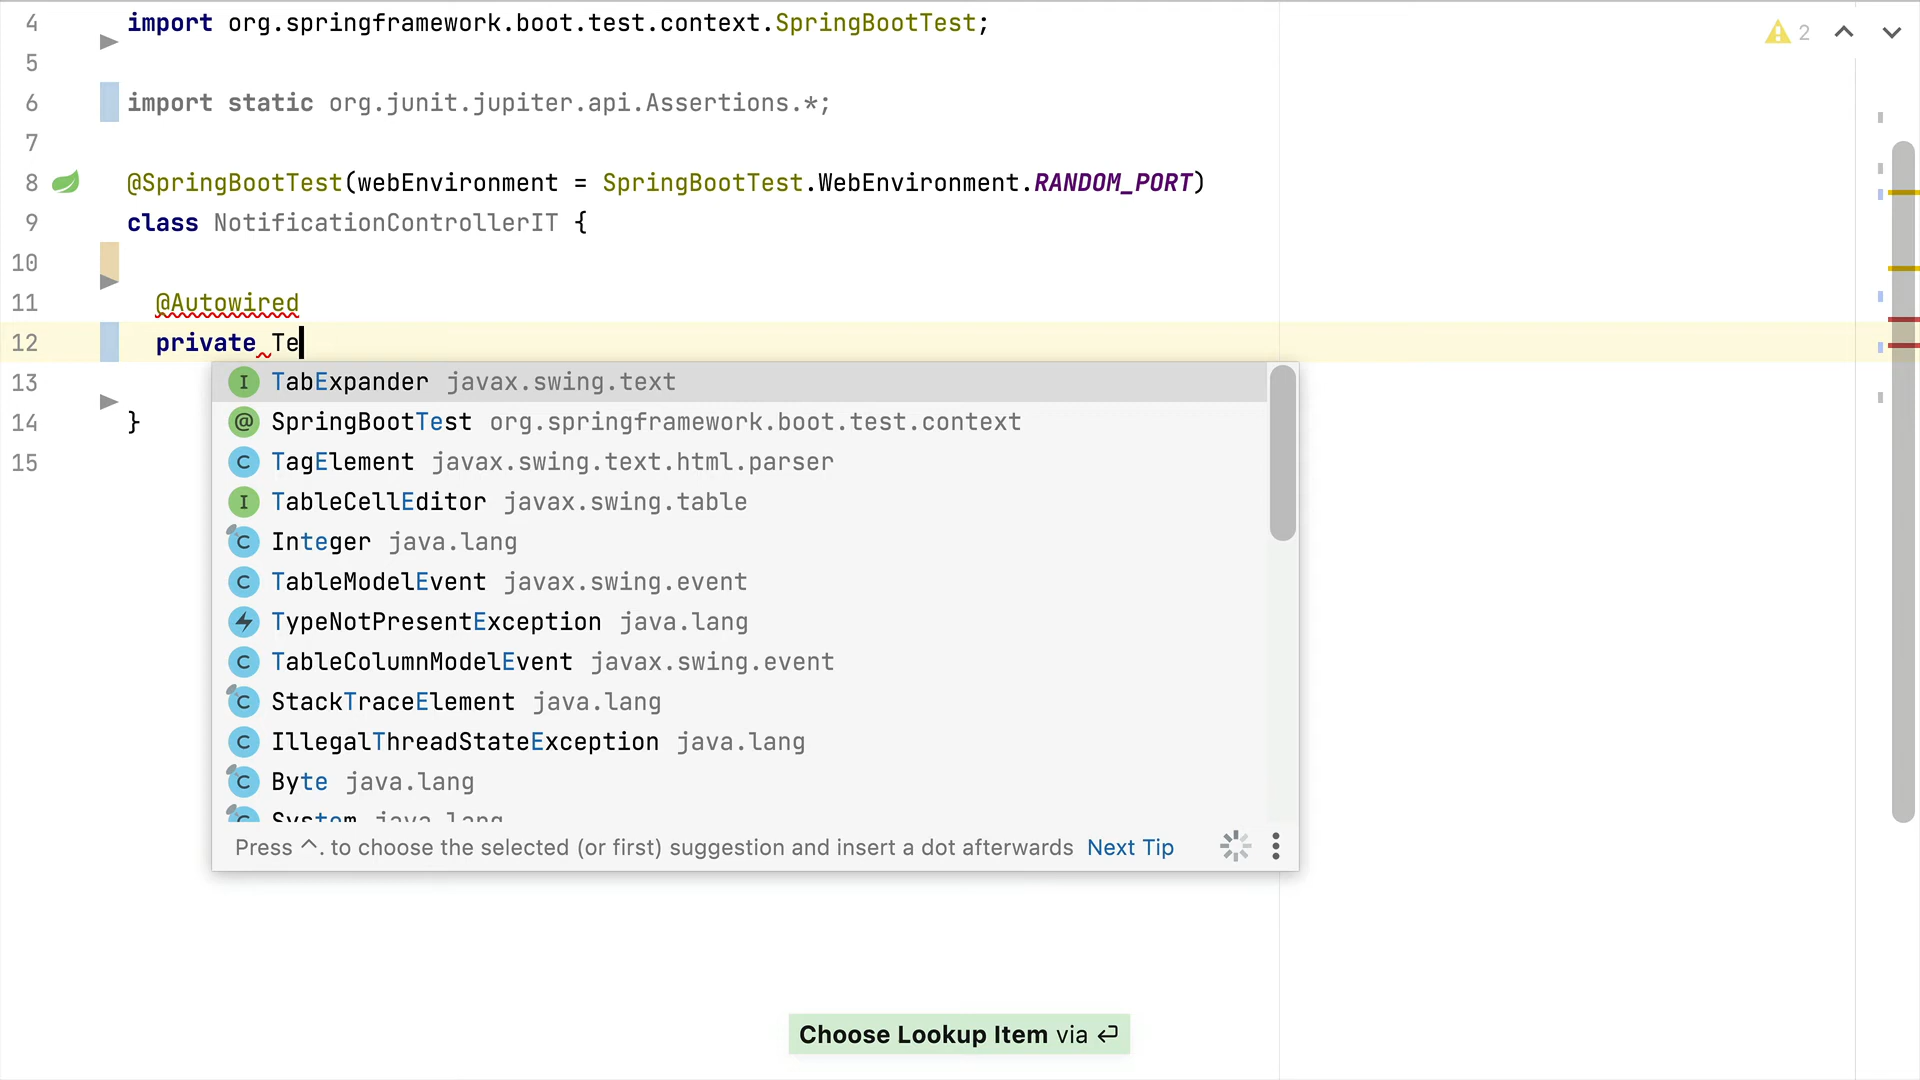 4 import org.springframework.boot.test.context.SpringBootTest;
5
6 import static org.junit.jupiter.api.Assertions.*;
7
8 @SpringBootTest(webEnvironment = SpringBootTest.WebEnvironment.RANDOM_PORT)
9 class NotificationControllerIT {
10
11 @Autowired
12 private Te
13
14 }
15
2
I TabExpander javax.swing.text
@ SpringBootTest org.springframework.boot.test.context
C TagElement javax.swing.text.html.parser
I TableCellEditor javax.swing.table
C Integer java.lang
C TableModelEvent javax.swing.event
TypeNotPresentException java.lang
C TableColumnModelEvent javax.swing.event
C StackTraceElement java.lang
C IllegalThreadStateException java.lang
C Byte java.lang
C System java.lang
Press ^. to choose the selected (or first) suggestion and insert a dot afterwards Next Tip
Choose Lookup Item via ⏎